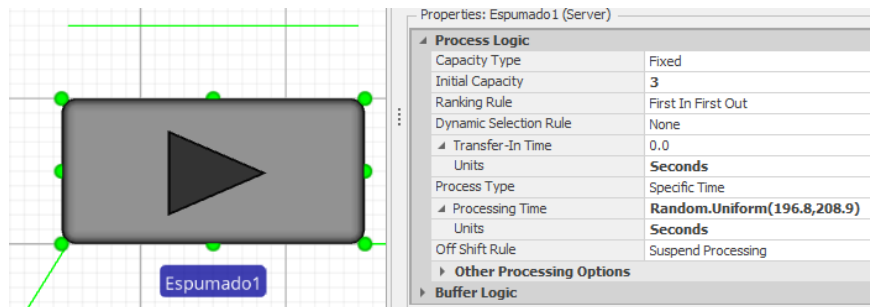 Espumado1
Properties: Espumado1 (Server)
Process Logic
Capacity Type Fixed
Initial Capacity 3
Ranking Rule First In First Out
Dynamic Selection Rule None
Transfer-In Time 0.0
Units Seconds
Process Type Specific Time
Processing Time Random.Uniform(196.8,208.9)
Units Seconds
Off Shift Rule Suspend Processing
Other Processing Options
Buffer Logic